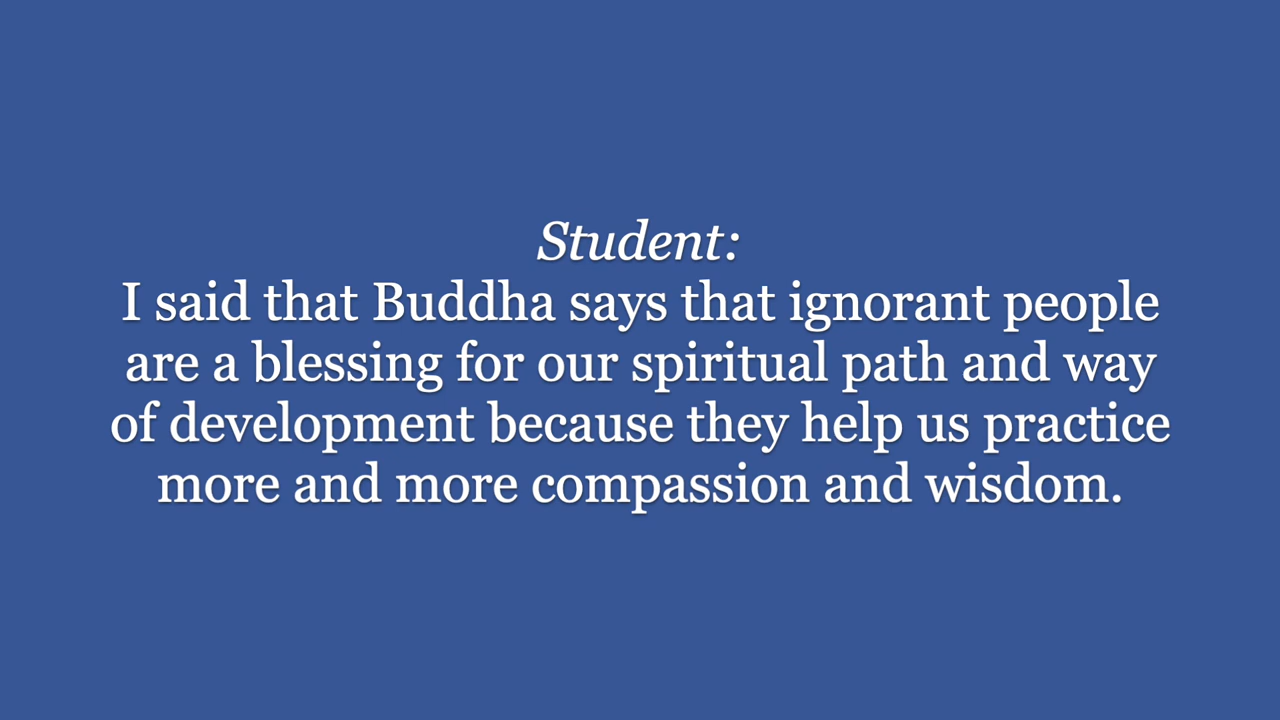 Student:
I said that Buddha says that ignorant people
are a blessing for our spiritual path and way
of development because they help us practice
more and more compassion and wisdom.